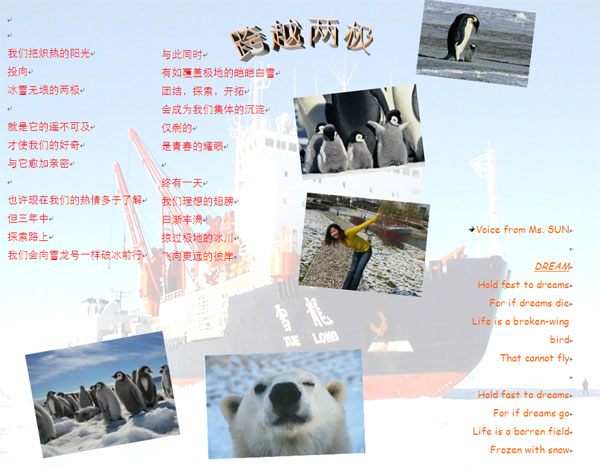 跨越两极
我们把炽热的阳光
投向
冰雪无垠的两极
就是它的遥不可及
才使我们的好奇
与它愈加亲密
也许现在我们的热情多于了解
但三年中
探索路上
我们会向雪龙号一样破冰前行
与此同时
有如覆盖极地的皑皑白雪
团结，探索，开拓
会成为我们集体的沉淀
仅剩的
是青春的耀眼
终有一天
我们理想的短翅
日渐丰满
掠过极地的冰川
飞向更远的彼岸
雪龙
XUE LONG
Voice from Ms. SUN
DREAM
Hold fast to dreams
For if dreams die
Life is a broken-wing
bird
That cannot fly
Hold fast to dreams
For if dreams go
Life is a barren field
Frozen with snow